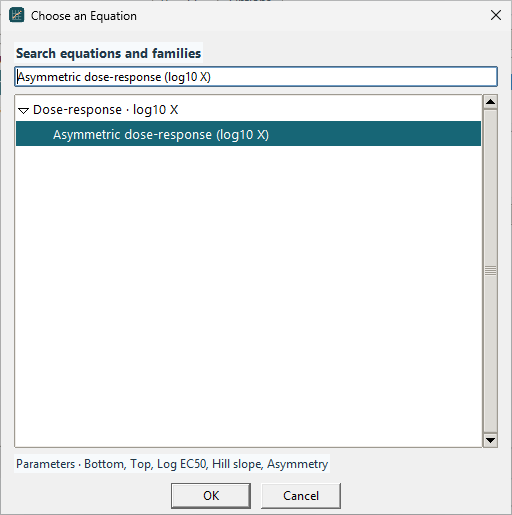 Choose an Equation
Search equations and families
Asymmetric dose-response (log10 X)
Dose-response · log10 X
Asymmetric dose-response (log10 X)
Parameters · Bottom, Top, Log EC50, Hill slope, Asymmetry
OK
Cancel